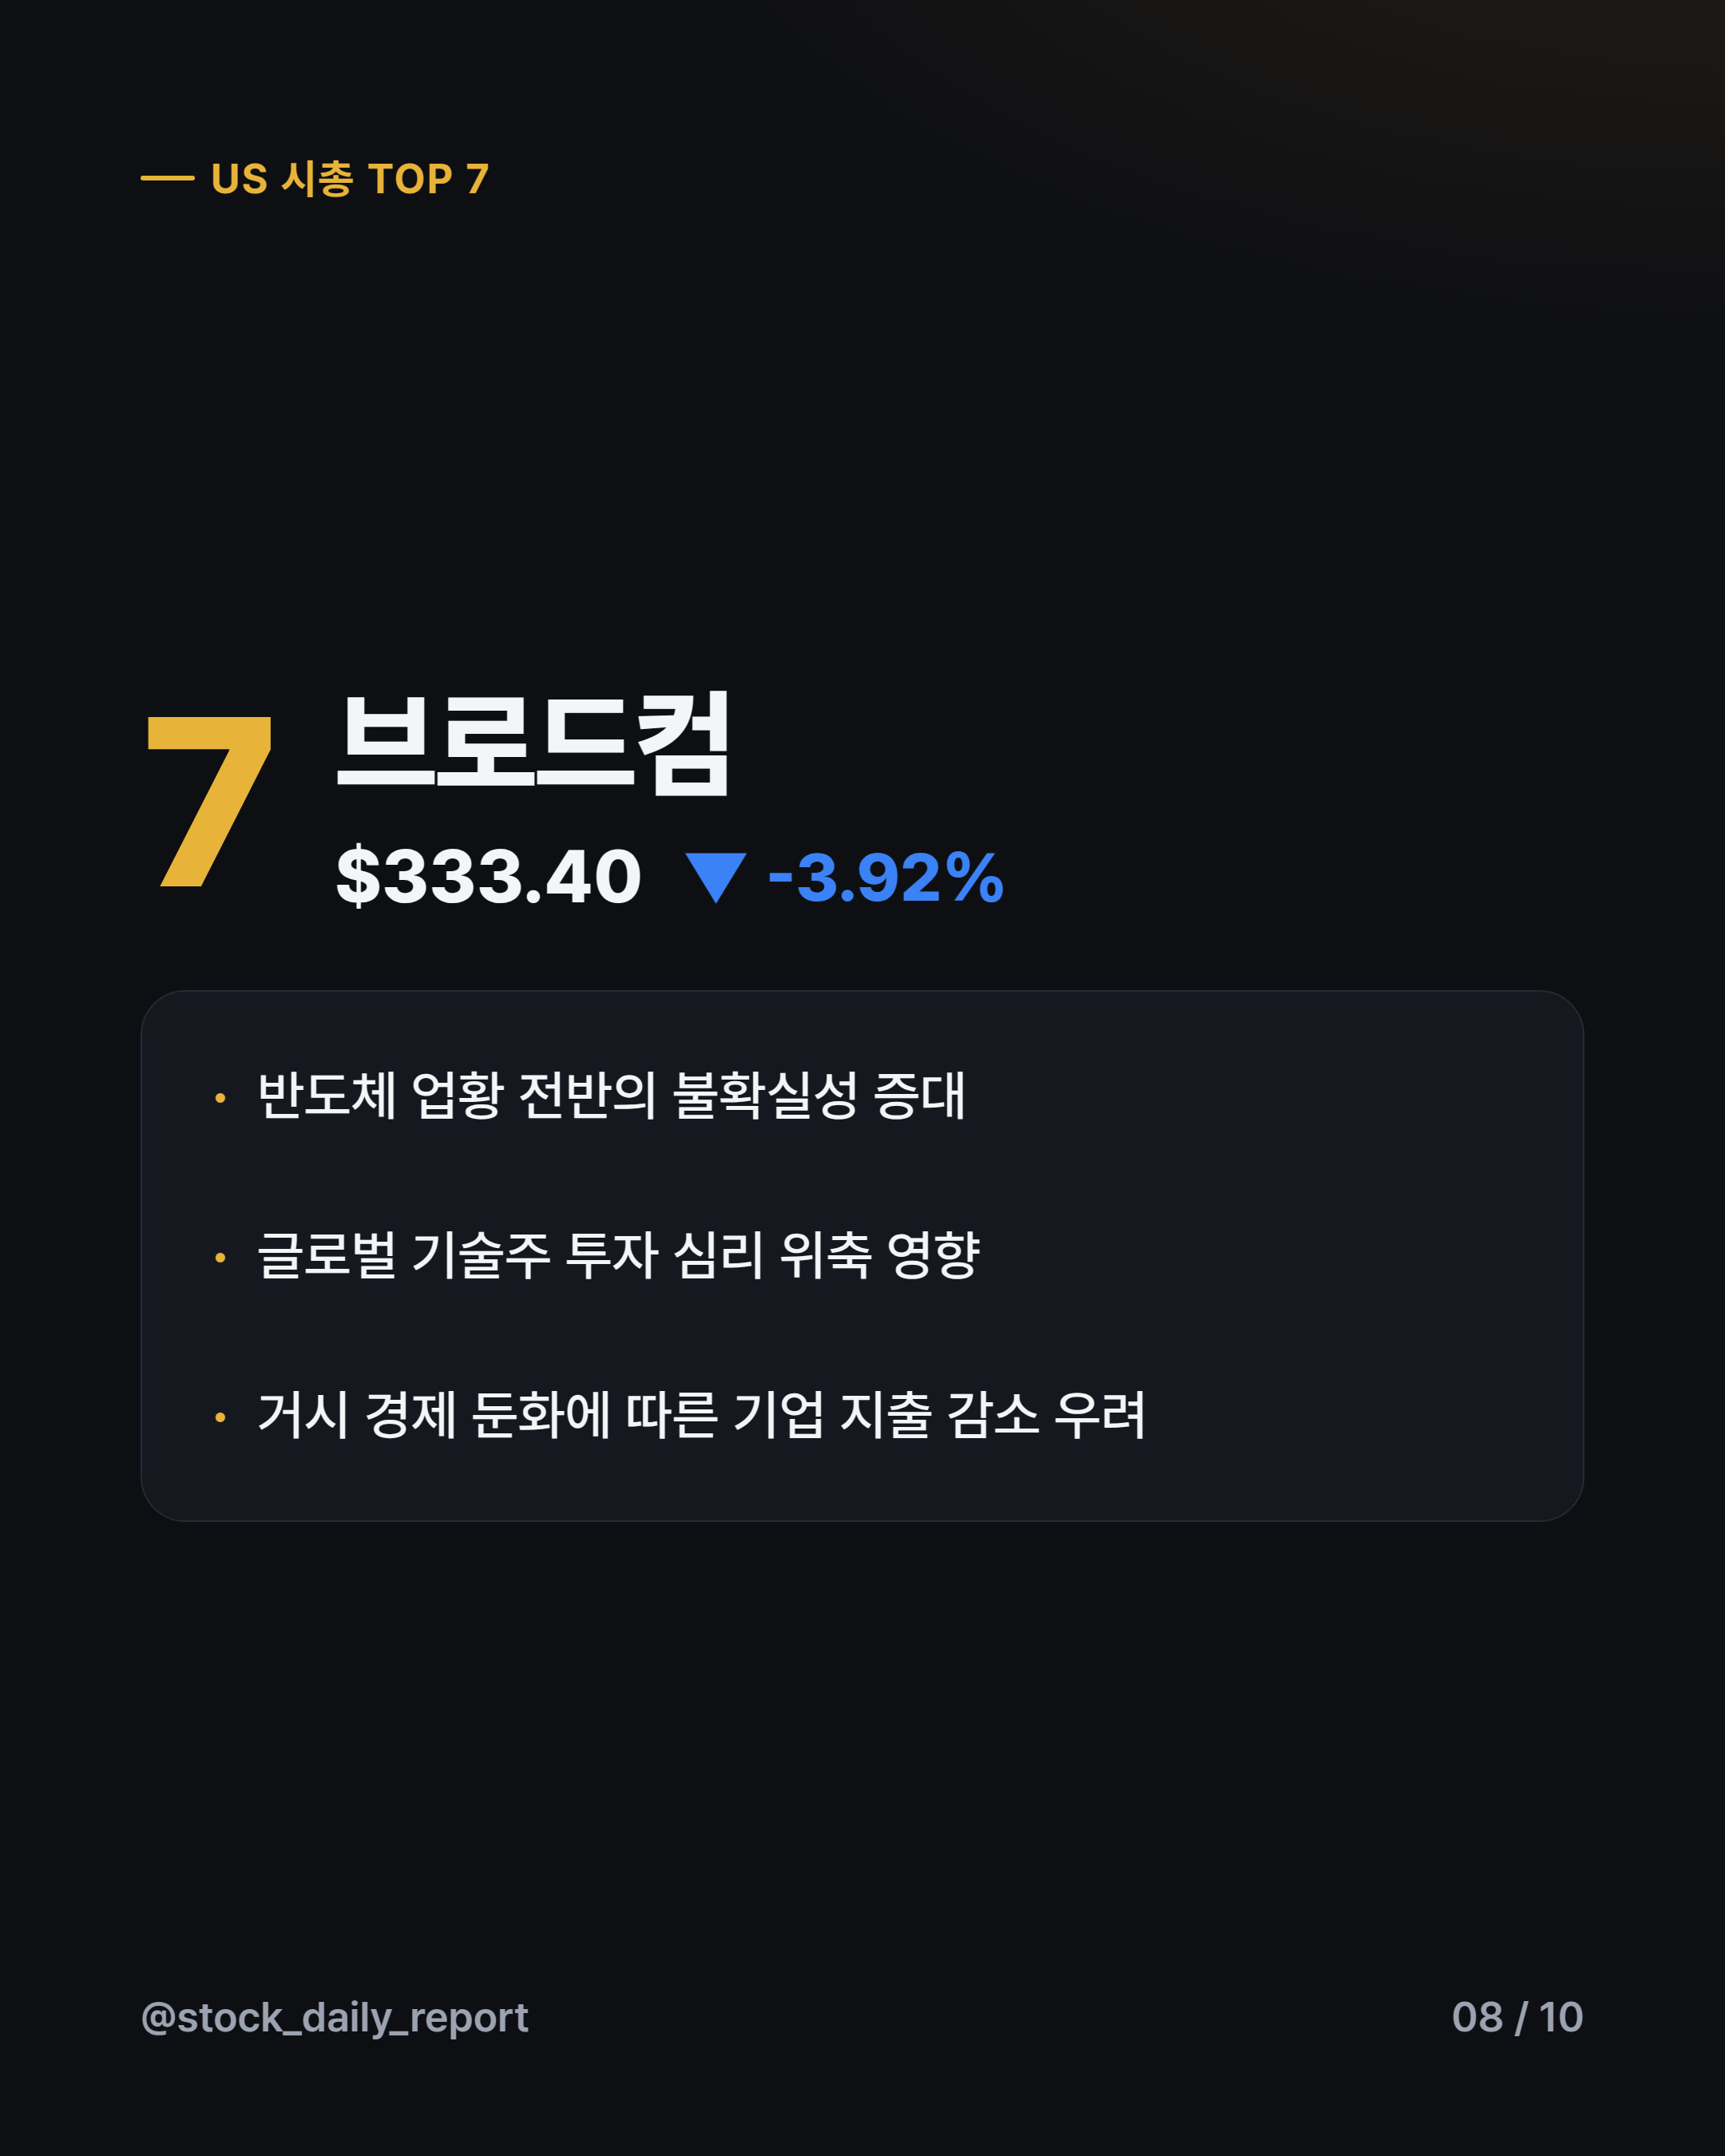 US 시총 TOP 7
7
브로드컴
$333.40 ▼ -3.92%
• 반도체 업황 전반의 불확실성 증대
• 글로벌 기술주 투자 심리 위축 영향
• 거시 경제 둔화에 따른 기업 지출 감소 우려
@stock_daily_report
08 / 10